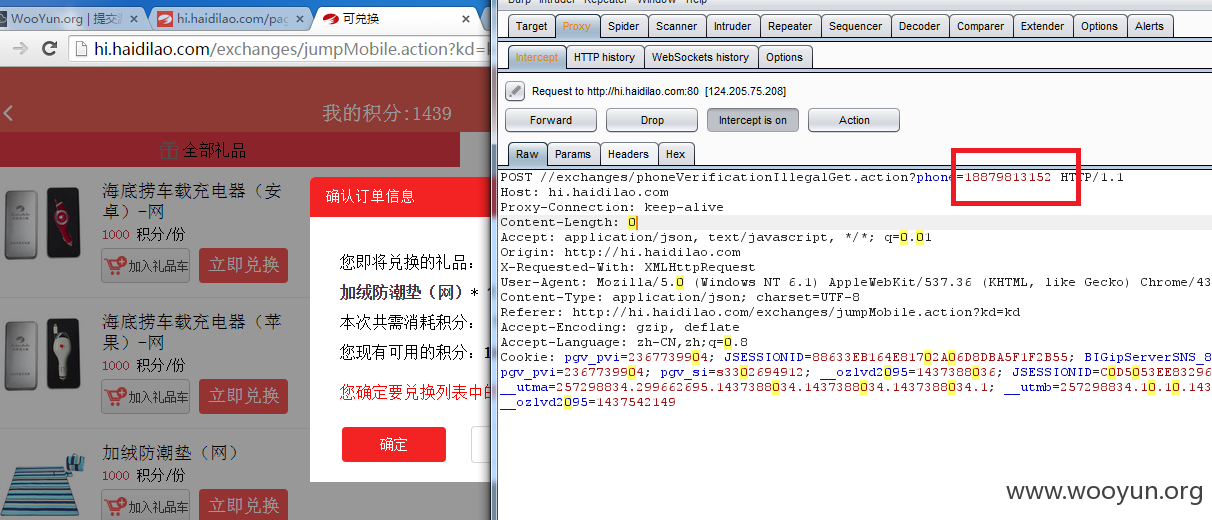 WooYun.org | 提交
hi.haidilao.com/pag
可兑换
hi.haidilao.com/exchanges/jumpMobile.action?kd=
我的积分:1439
全部礼品
海底捞车载充电器（安
卓）-网
1000 积分/份
加入礼品车
立即兑换
海底捞车载充电器（苹
果）-网
1000 积分/份
加入礼品车
立即兑换
加绒防潮垫（网）
1000 积分/份
加入礼品车
立即兑换
确认订单信息
您即将兑换的礼品：
加绒防潮垫（网）*
本次共需消耗积分：
您现有可用的积分：1
您确定要兑换列表中的
确定
Burp Intruder Repeater Window Help
Target Proxy Spider Scanner Intruder Repeater Sequencer Decoder Comparer Extender Options Alerts
Intercept HTTP history WebSockets history Options
Request to http://hi.haidilao.com:80 [124.205.75.208]
Forward Drop Intercept is on Action
Raw Params Headers Hex
POST //exchanges/phoneVerificationIllegalGet.action?phone=18879813152 HTTP/1.1
Host: hi.haidilao.com
Proxy-Connection: keep-alive
Content-Length: 0
Accept: application/json, text/javascript, */*; q=0.01
Origin: http://hi.haidilao.com
X-Requested-With: XMLHttpRequest
User-Agent: Mozilla/5.0 (Windows NT 6.1) AppleWebKit/537.36 (KHTML, like Gecko) Chrome/43
Content-Type: application/json; charset=UTF-8
Referer: http://hi.haidilao.com/exchanges/jumpMobile.action?kd=kd
Accept-Encoding: gzip, deflate
Accept-Language: zh-CN,zh;q=0.8
Cookie: pgv_pvi=2367739904; JSESSIONID=88633EB164E81702A06D8DBA5F1F2B55; BIGipServerSNS_8
pgv_pvi=2367739904; pgv_si=s3302694912; __ozlvd2095=1437388036; JSESSIONID=C0D5053EE83296
__utma=257298834.299662695.1437388034.1437388034.1437388034.1; __utmb=257298834.10.10.143
__ozlvd2095=1437542149
www.wooyun.org